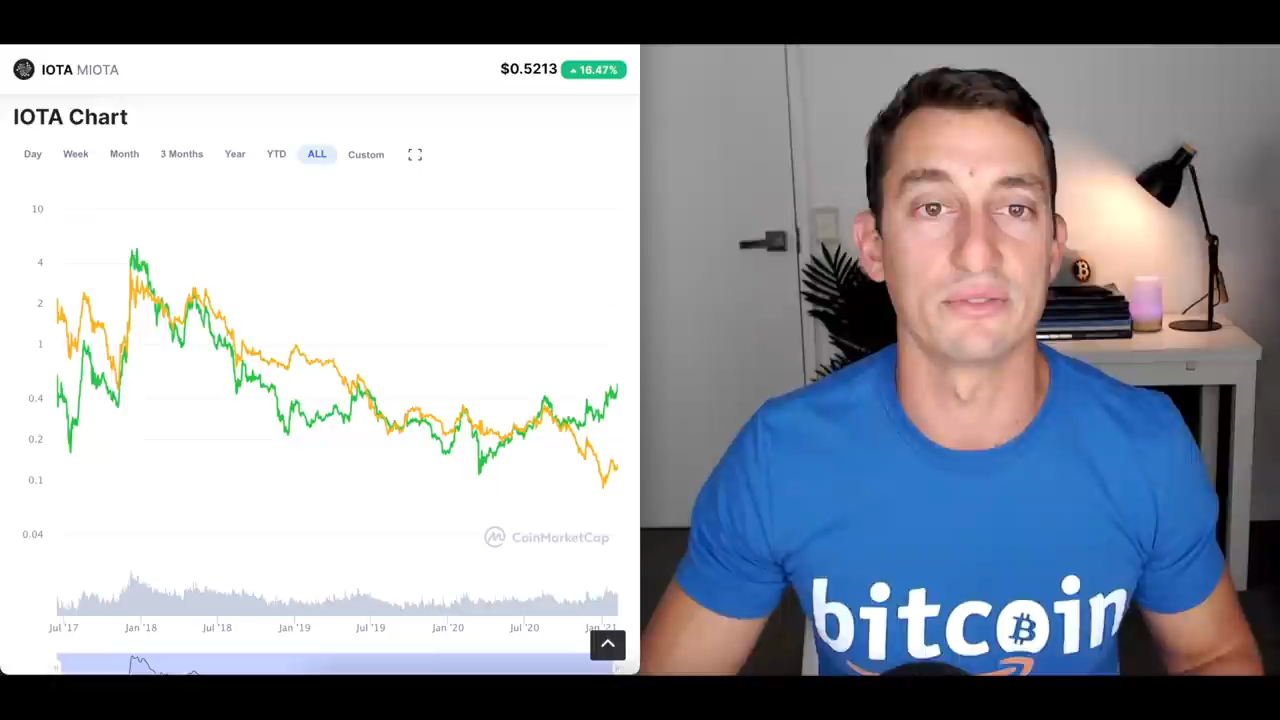 IOTA MIOTA
$0.5213 16.47%
IOTA Chart
Day Week Month 3 Months Year YTD ALL Custom
10
4
2
1
0.4
0.2
0.1
0.04
CoinMarketCap
Jul '17 Jan '18 Jul '18 Jan '19 Jul '19 Jan '20 Jul '20 Jan '21
bitcoin